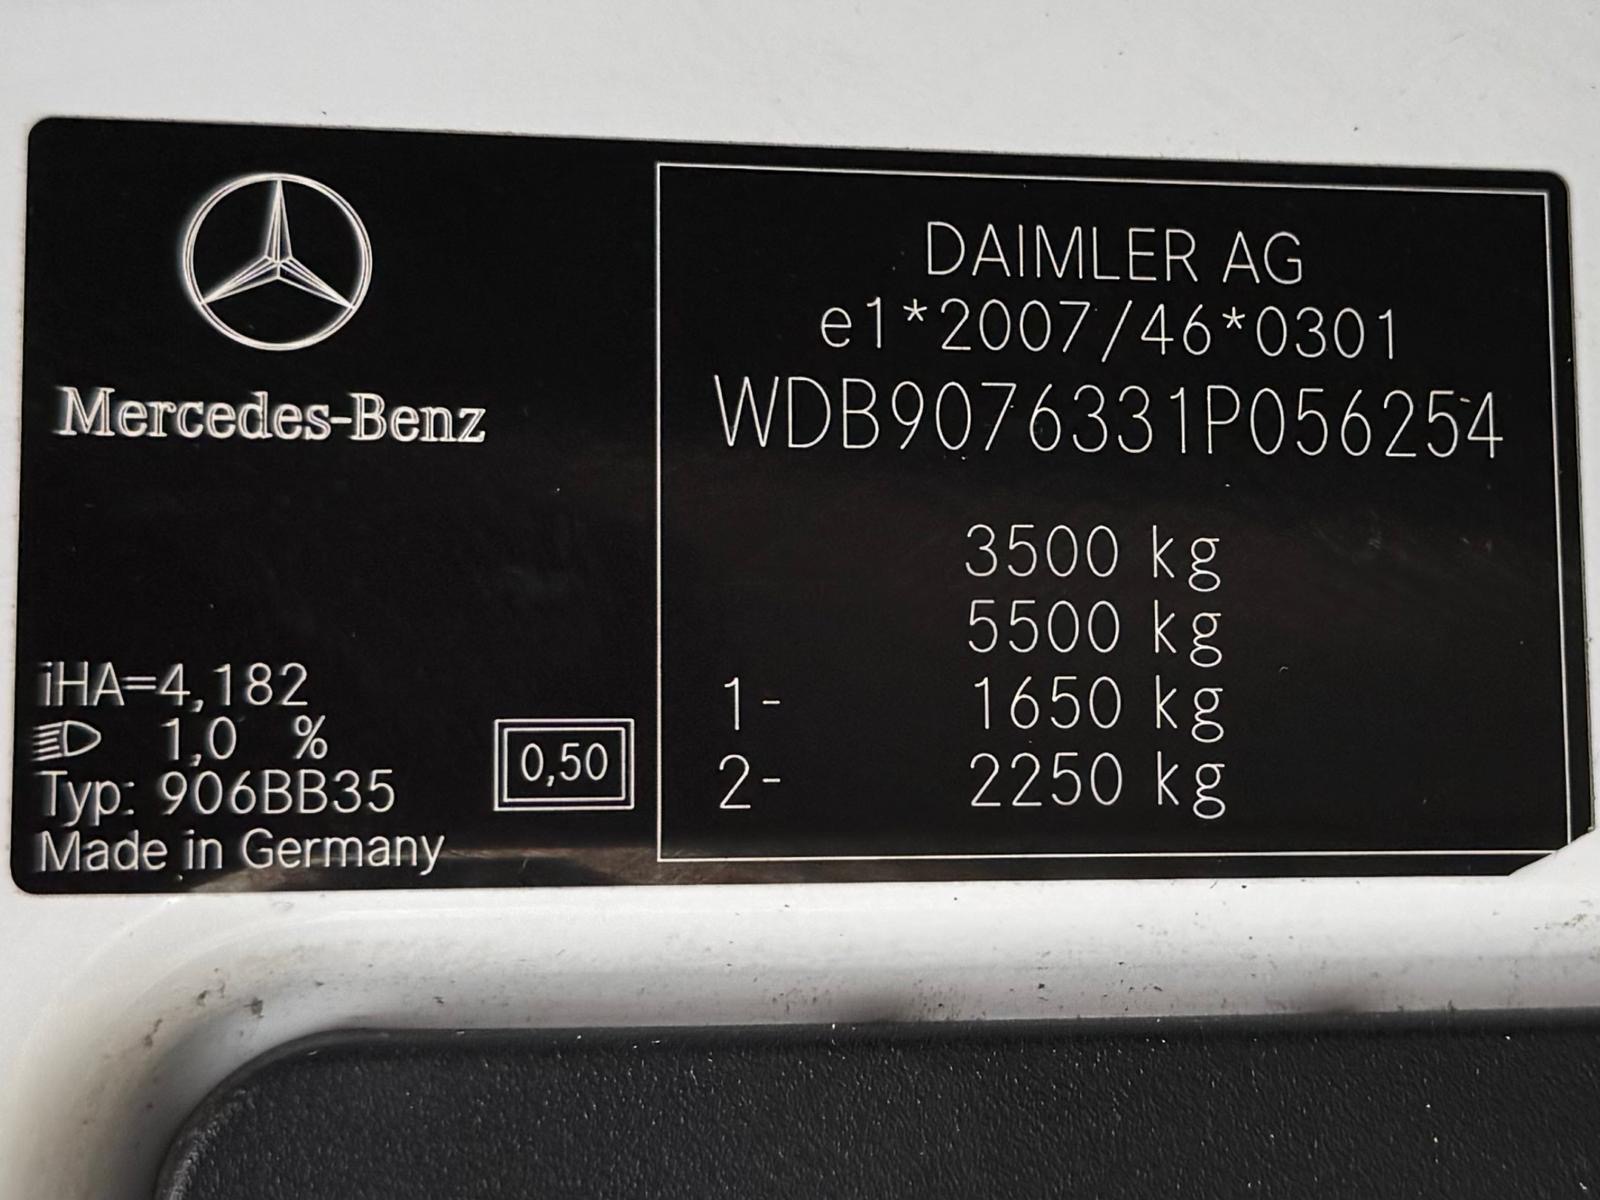 Mercedes-Benz
iHA=4,182
1,0 %
Typ: 906BB35
Made in Germany
0,50
DAIMLER AG
e1*2007/46*0301
WDB9076331P056254
3500 kg
5500 kg
1- 1650 kg
2- 2250 kg